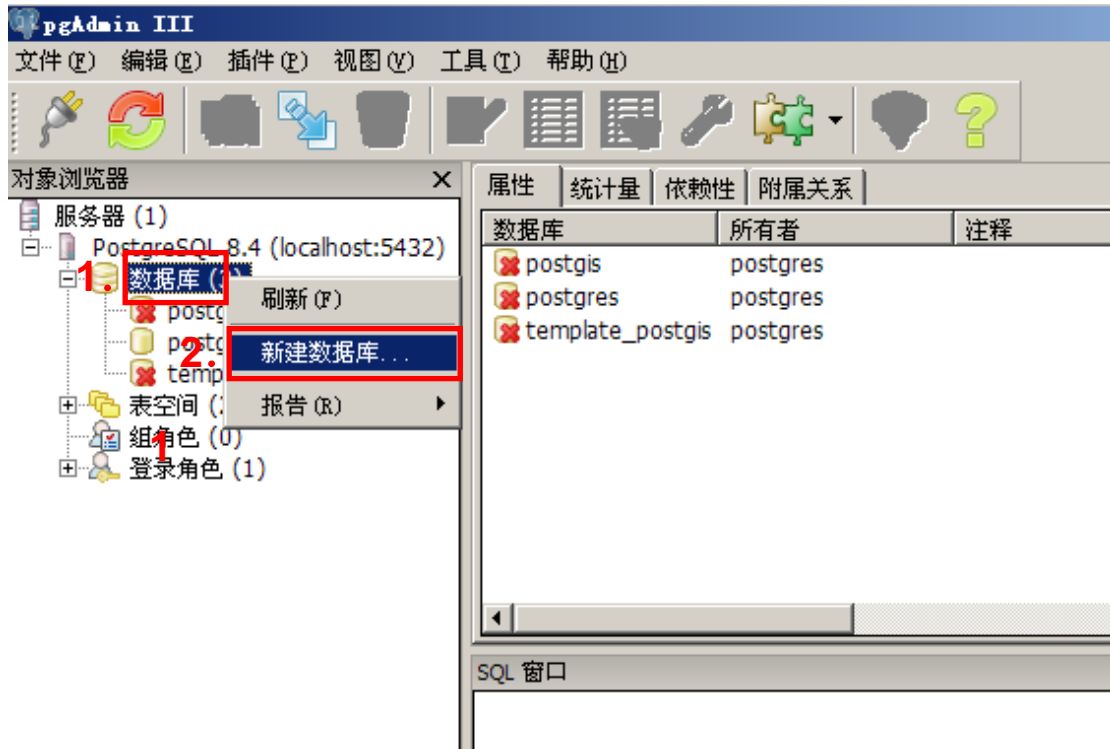 pgAdmin III
文件(F) 编辑(E) 插件(P) 视图(V) 工具(T) 帮助(H)
对象浏览器
服务器 (1)
PostgreSQL 8.4 (localhost:5432)
1. 数据库
postg
2. postg
temp
表空间
组角色 (0)
1
登录角色 (1)
刷新(F)
新建数据库...
报告(R)
属性 统计量 依赖性 附属关系
数据库 所有者 注释
postgis postgres
postgres postgres
template_postgis postgres
SQL 窗口